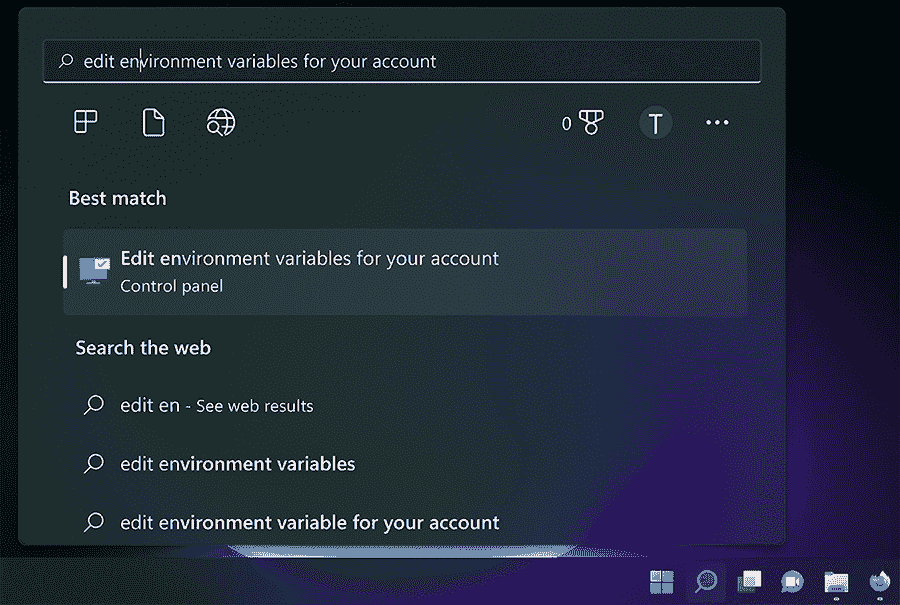 edit environment variables for your account
0
T
Best match
Edit environment variables for your account
Control panel
Search the web
edit en - See web results
edit environment variables
edit environment variable for your account